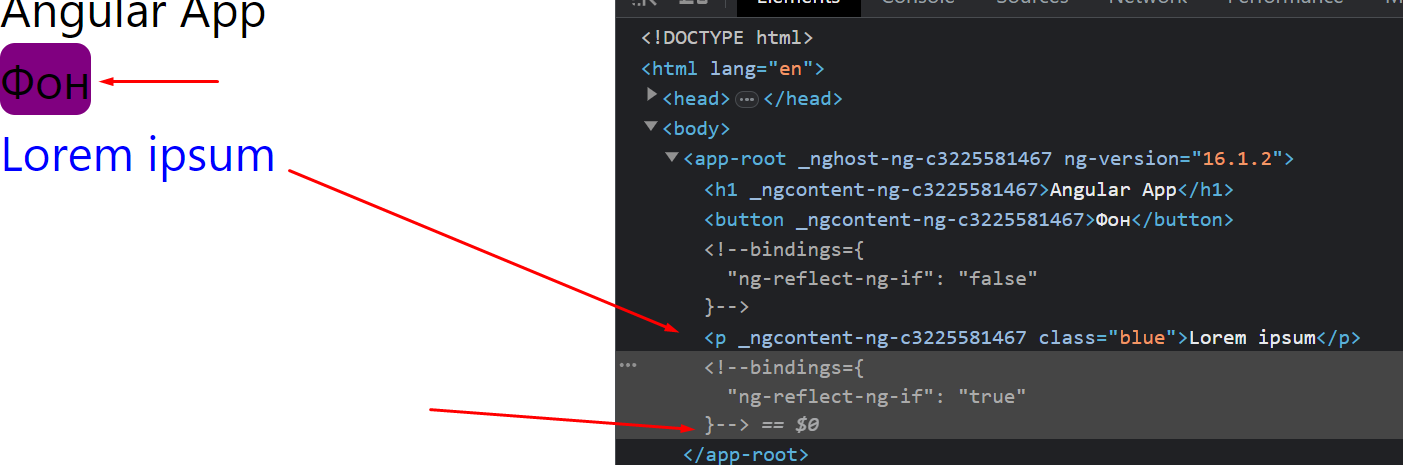 Angular App
Фон
Lorem ipsum
Elements Console Sources Network Performance
<!DOCTYPE html>
<html lang="en">
<head>…</head>
<body>
<app-root _nghost-ng-c3225581467 ng-version="16.1.2">
<h1 _ngcontent-ng-c3225581467>Angular App</h1>
<button _ngcontent-ng-c3225581467>Фон</button>
<!--bindings={
"ng-reflect-ng-if": "false"
}-->
<p _ngcontent-ng-c3225581467 class="blue">Lorem ipsum</p>
<!--bindings={
"ng-reflect-ng-if": "true"
}--> == $0
</app-root>